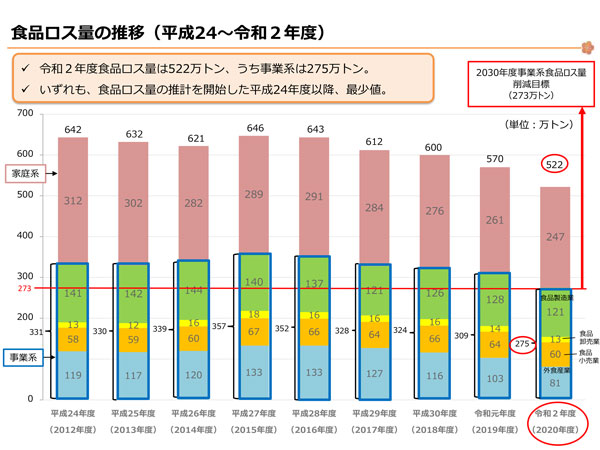 食品ロス量の推移（平成24～令和２年度）
✓ 令和２年度食品ロス量は522万トン、うち事業系は275万トン。
✓ いずれも、食品ロス量の推計を開始した平成24年度以降、最少値。
2030年度事業系食品ロス量
削減目標
（273万トン）
（単位：万トン）
700
600
500
400
300
273
200
100
0
家庭系
事業系
642 632 621 646 643 612 600 570 522
312 302 282 289 291 284 276 261 247
141 142 144 140 137 121 126 128 121
13 12 16 18 16 16 16 14 13
58 59 60 67 66 64 66 64 60
119 117 120 133 133 127 116 103 81
331 330 339 357 352 328 324 309 275
食品製造業
食品
卸売業
食品
小売業
外食産業
平成24年度 平成25年度 平成26年度 平成27年度 平成28年度 平成29年度 平成30年度 令和元年度 令和２年度
（2012年度） （2013年度） （2014年度） （2015年度） （2016年度） （2017年度） （2018年度） （2019年度） （2020年度）